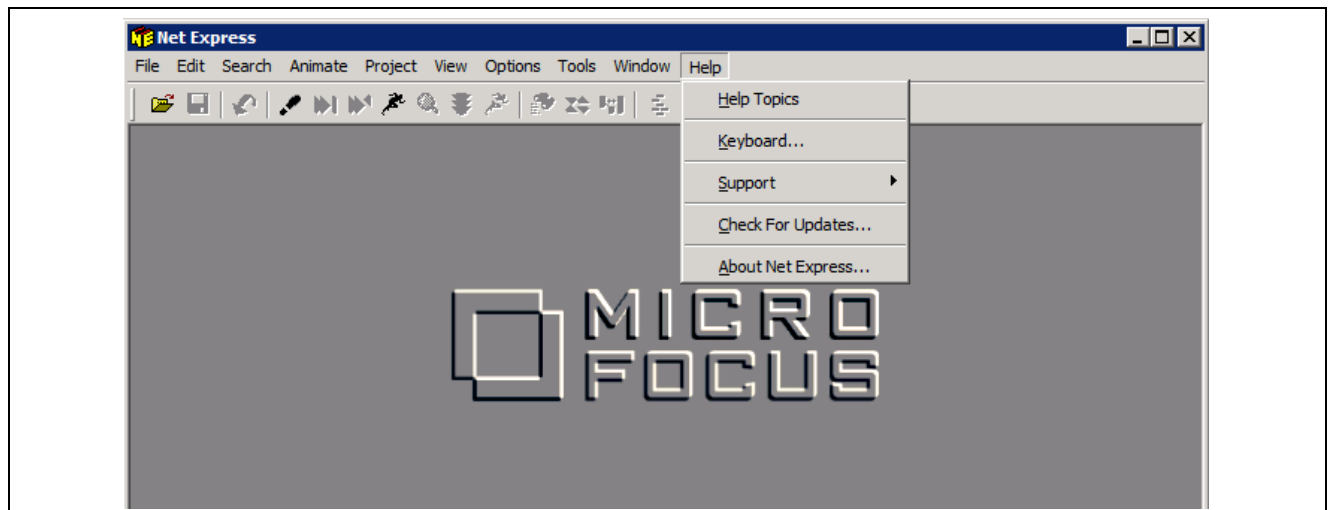 Net Express
File Edit Search Animate Project View Options Tools Window Help
Help Topics
Keyboard...
Support
Check For Updates...
About Net Express...
MICRO
FOCUS